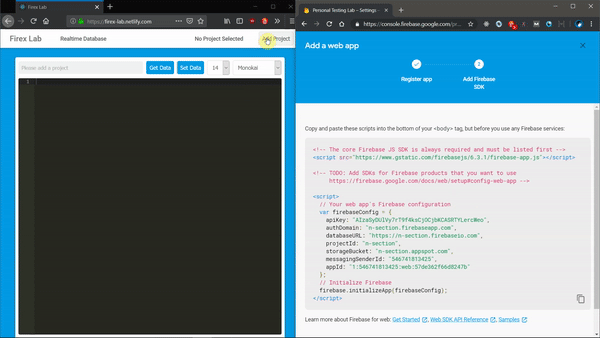 Firex Lab
https://firex-lab.netlify.com
Firex Lab
Realtime Database
No Project Selected
Add Project
Please add a project
Get Data
Set Data
14
Monokai
1
Personal Testing Lab – Settings
https://console.firebase.google.com/pr
Add a web app
Register app
2
Add Firebase
SDK
Copy and paste these scripts into the bottom of your <body> tag, but before you use any Firebase services:
<!-- The core Firebase JS SDK is always required and must be listed first -->
<script src="https://www.gstatic.com/firebasejs/6.3.1/firebase-app.js"></script>
<!-- TODO: Add SDKs for Firebase products that you want to use
https://firebase.google.com/docs/web/setup#config-web-app -->
<script>
// Your web app's Firebase configuration
var firebaseConfig = {
apiKey:
authDomain: "n-section.firebaseapp.com",
databaseURL: "https://n-section.firebaseio.com",
projectId: "n-section",
storageBucket: "n-section.appspot.com",
messagingSenderId: "546741813425",
appId: "1:546741813425:web:57de362f66d8247b"
};
// Initialize Firebase
firebase.initializeApp(firebaseConfig);
</script>
Learn more about Firebase for web: Get Started, Web SDK API Reference, Samples